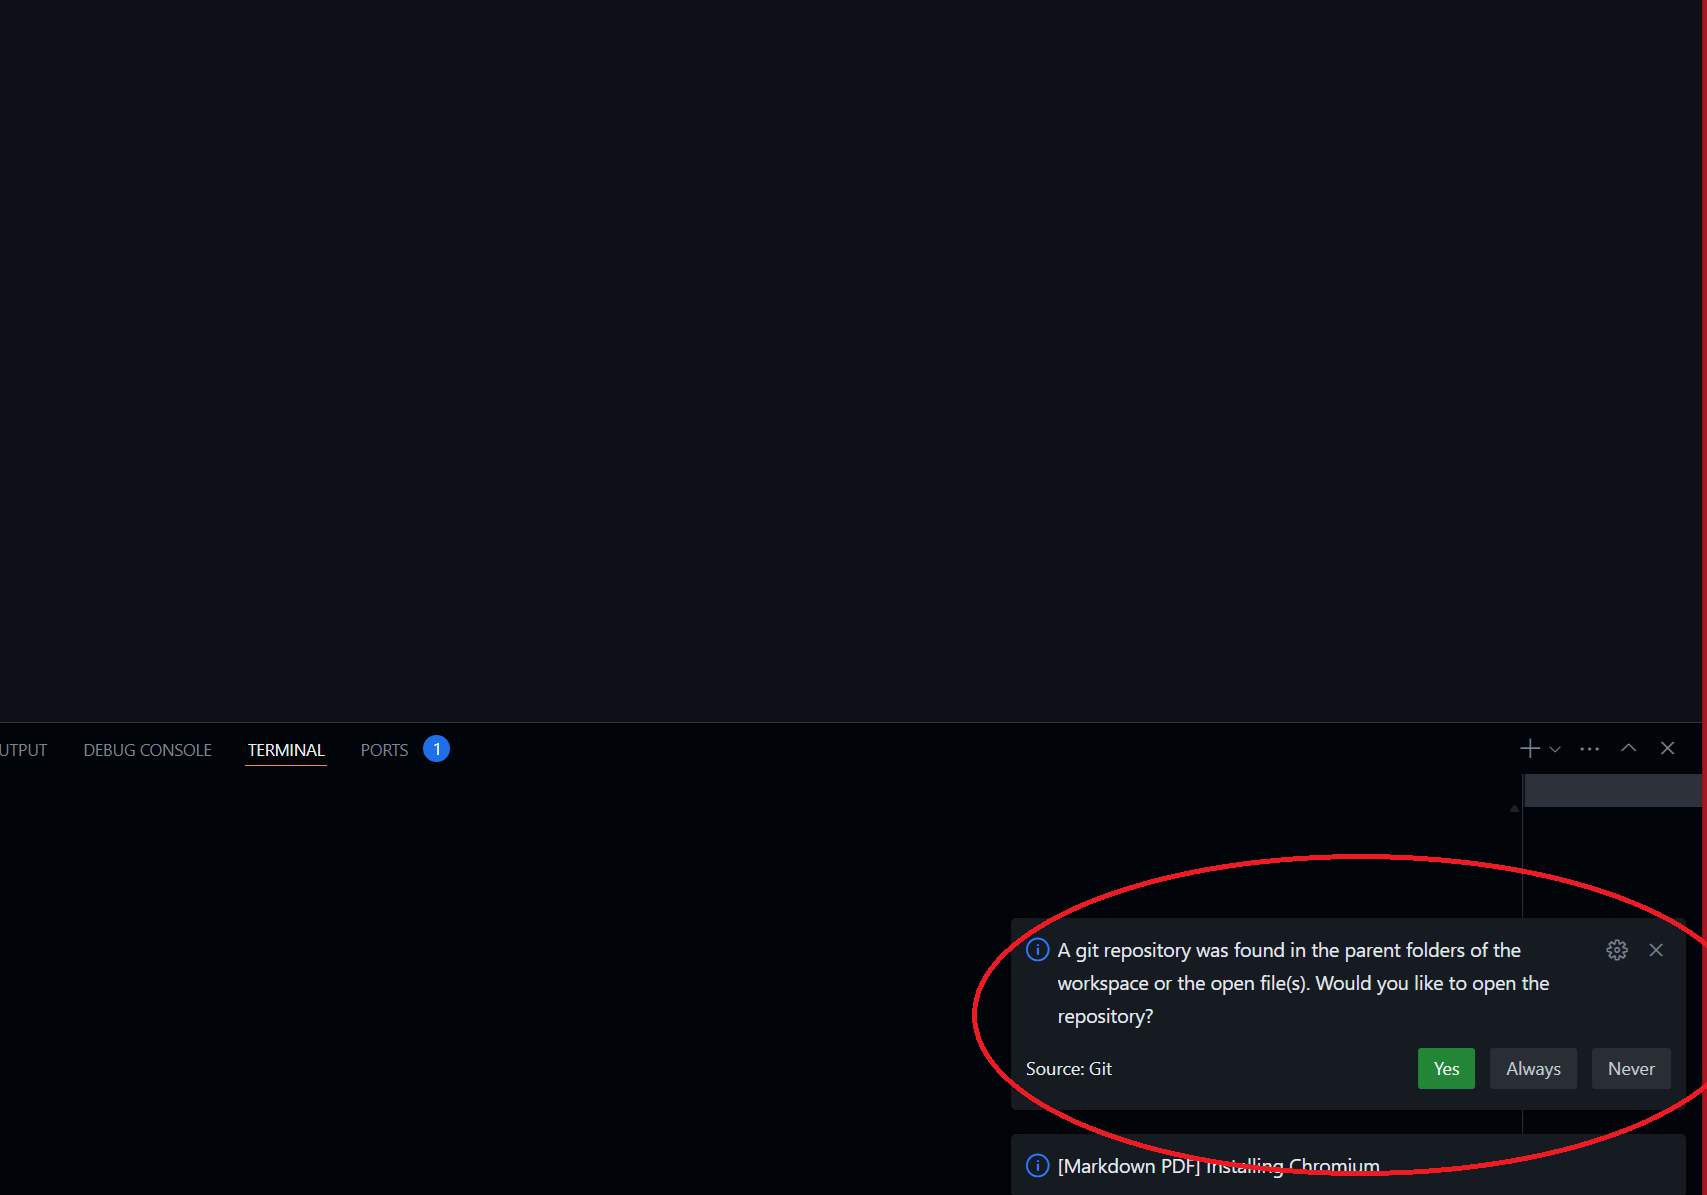 UTPUT DEBUG CONSOLE TERMINAL PORTS 1
A git repository was found in the parent folders of the
workspace or the open file(s). Would you like to open the
repository?
Source: Git Yes Always Never
[Markdown PDF] Installing Chromium